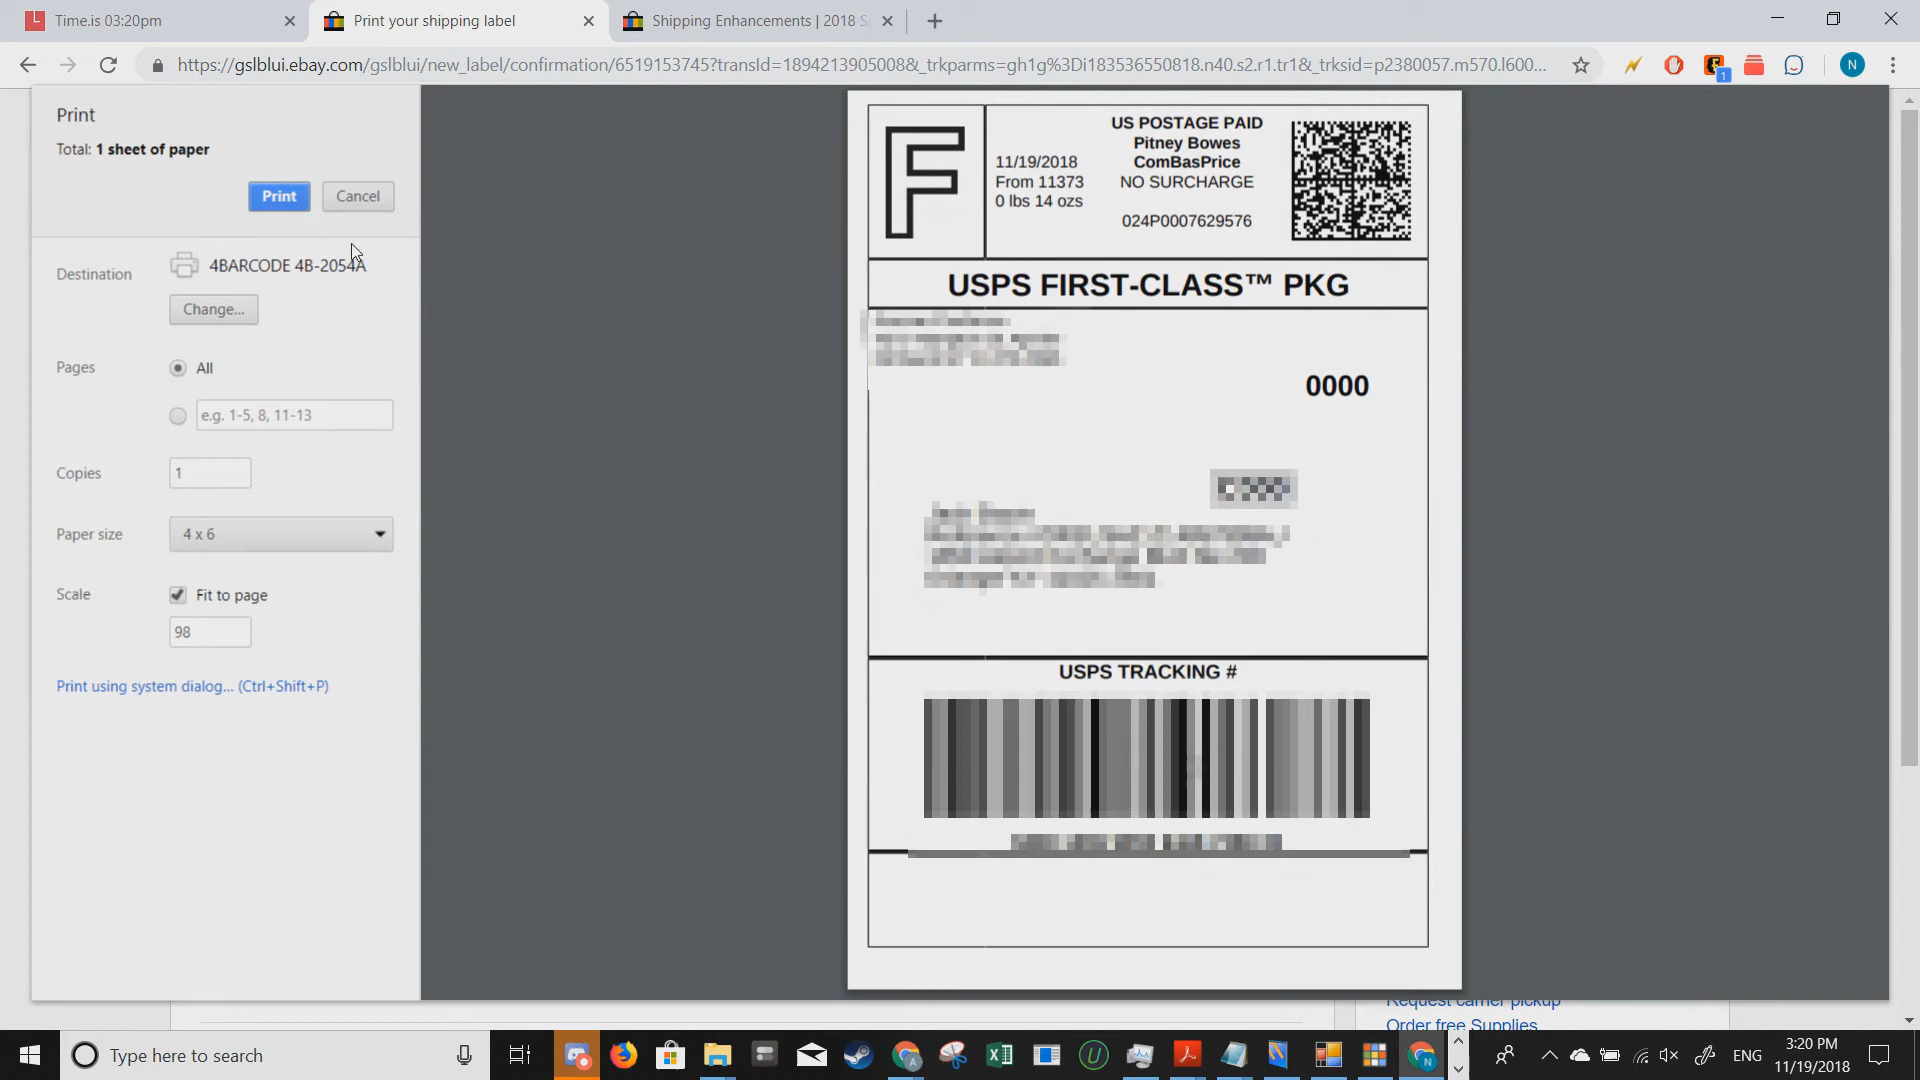 Time.is 03:20pm
Print your shipping label
Shipping Enhancements | 2018 S
https://gslblui.ebay.com/gslblui/new_label/confirmation/6519153745?transId=1894213905008&_trkparms=gh1g%3Di183536550818.n40.s2.r1.tr1&_trksid=p2380057.m570.l600...
1
N
Print
Total: 1 sheet of paper
Print
Cancel
Destination
4BARCODE 4B-2054A
Change...
Pages
All
e.g. 1-5, 8, 11-13
Copies
1
Paper size
4 x 6
Scale
Fit to page
98
Print using system dialog... (Ctrl+Shift+P)
F
11/19/2018
From 11373
0 lbs 14 ozs
US POSTAGE PAID
Pitney Bowes
ComBasPrice
NO SURCHARGE
024P0007629576
USPS FIRST-CLASS™ PKG
0000
USPS TRACKING #
Request carrier pickup
Order free Supplies
Type here to search
ENG
3:20 PM
11/19/2018